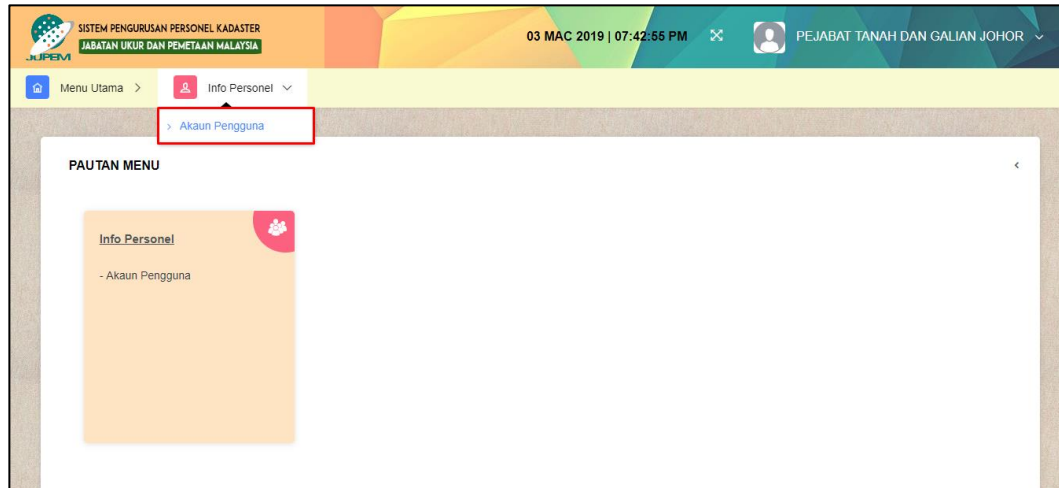 SISTEM PENGURUSAN PERSONEL KADASTER
JABATAN UKUR DAN PEMETAAN MALAYSIA
JUPEM
03 MAC 2019 | 07:42:55 PM
PEJABAT TANAH DAN GALIAN JOHOR
Menu Utama >
Info Personel
> Akaun Pengguna
PAUTAN MENU
Info Personel
- Akaun Pengguna